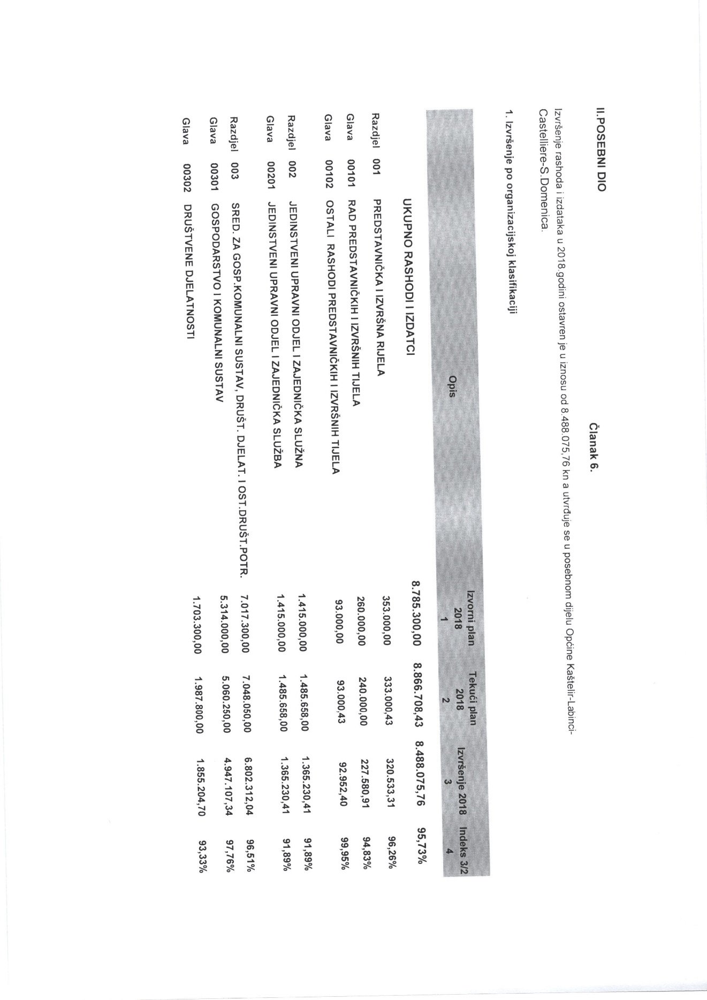 II.POSEBNI DIO
Članak 6.
Izvršenje rashoda i izdataka u 2018.godini ostavren je u iznosu od 8.488.075,76 kn a utvrđuje se u posebnom dijelu Općine Kaštelir-Labinci-
Castelliere-S.Domenica.
1. Izvršenje po organizacijskoj klasifikaciji
Opis Izvorni plan 2018 Tekući plan 2018 Izvršenje 2018 Indeks 3/2
1 2 3 4
UKUPNO RASHODI I IZDATCI 8.785.300,00 8.866.708,43 8.488.075,76 95,73%
Razdjel 001 PREDSTAVNIČKA I IZVRŠNA RIJELA 353.000,00 333.000,43 320.533,31 96,26%
Glava 00101 RAD PREDSTAVNIČKIH I IZVRŠNIH TIJELA 260.000,00 240.000,00 227.580,91 94,83%
Glava 00102 OSTALI RASHODI PREDSTAVNIČKIH I IZVRŠNIH TIJELA 93.000,00 93.000,43 92.952,40 99,95%
Razdjel 002 JEDINSTVENI UPRAVNI ODJEL I ZAJEDNIČKA SLUŽNA 1.415.000,00 1.485.658,00 1.365.230,41 91,89%
Glava 00201 JEDINSTVENI UPRAVNI ODJEL I ZAJEDNIČKA SLUŽBA 1.415.000,00 1.485.658,00 1.365.230,41 91,89%
Razdjel 003 SRED. ZA GOSP.KOMUNALNI SUSTAV, DRUŠT. DJELAT. I OST.DRUŠT.POTR. 7.017.300,00 7.048.050,00 6.802.312,04 96,51%
Glava 00301 GOSPODARSTVO I KOMUNALNI SUSTAV 5.314.000,00 5.060.250,00 4.947.107,34 97,76%
Glava 00302 DRUŠTVENE DJELATNOSTI 1.703.300,00 1.987.800,00 1.855.204,70 93,33%